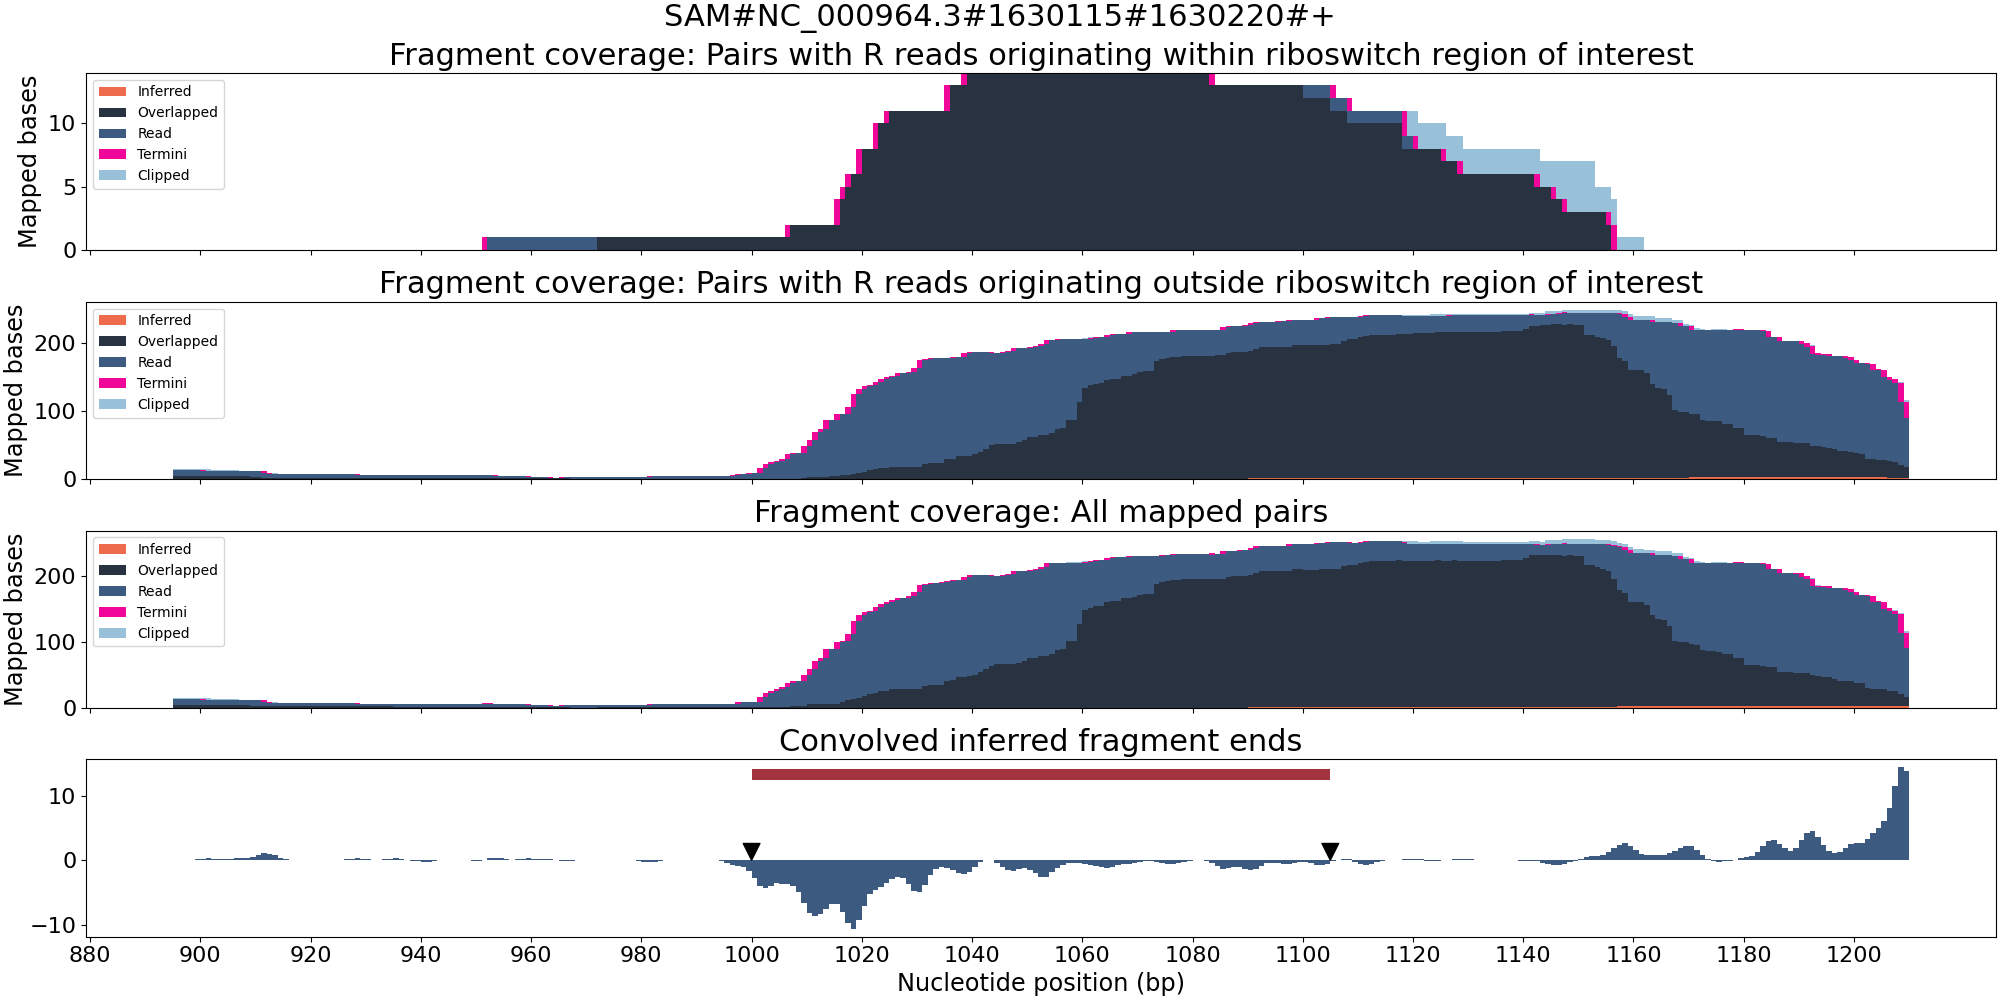 SAM#NC_000964.3#1630115#1630220#+
Fragment coverage: Pairs with R reads originating within riboswitch region of interest
Mapped bases
10
5
0
Inferred
Overlapped
Read
Termini
Clipped
Fragment coverage: Pairs with R reads originating outside riboswitch region of interest
Mapped bases
200
100
0
Inferred
Overlapped
Read
Termini
Clipped
Fragment coverage: All mapped pairs
Mapped bases
200
100
0
Inferred
Overlapped
Read
Termini
Clipped
Convolved inferred fragment ends
10
0
−10
880 900 920 940 960 980 1000 1020 1040 1060 1080 1100 1120 1140 1160 1180 1200
Nucleotide position (bp)